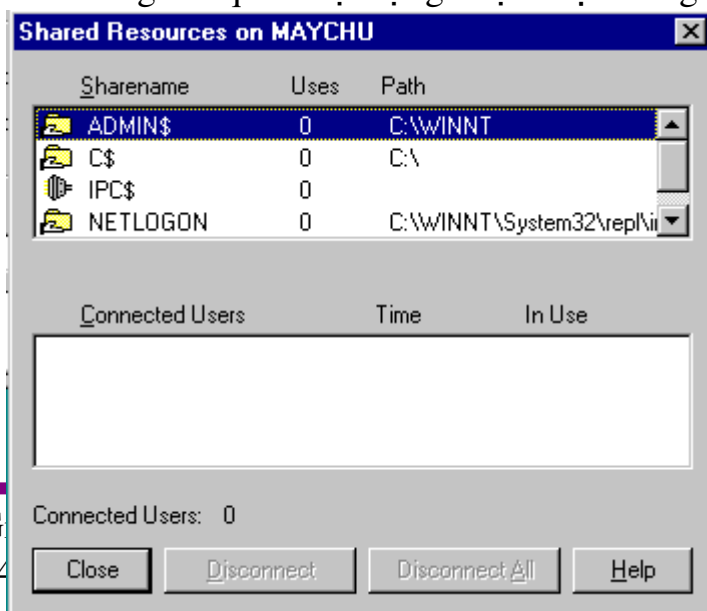 Shared Resources on MAYCHU
Sharename Uses Path
ADMIN$ 0 C:\WINNT
C$ 0 C:\
IPC$ 0
NETLOGON 0 C:\WINNT\System32\repl\i
Connected Users Time In Use
Connected Users: 0
Close Disconnect Disconnect All Help